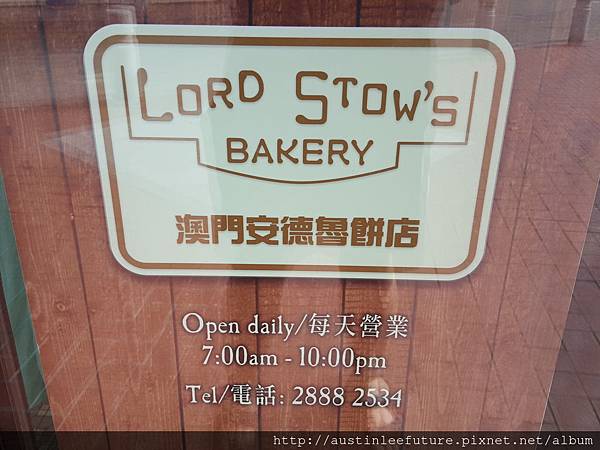 LORD STOW'S
BAKERY
澳門安德魯餅店
Open daily/每天營業
7:00am - 10:00pm
Tel/電話: 2888 2534
http://austinleefuture.pixnet.net/album